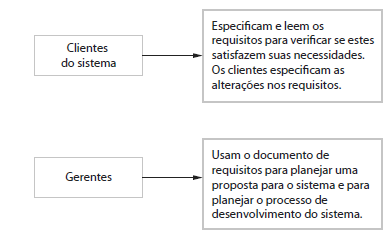 Clientes
do sistema
Especificam e leem os
requisitos para verificar se estes
satisfazem suas necessidades.
Os clientes especificam as
alterações nos requisitos.
Gerentes
Usam o documento de
requisitos para planejar uma
proposta para o sistema e para
planejar o processo de
desenvolvimento do sistema.